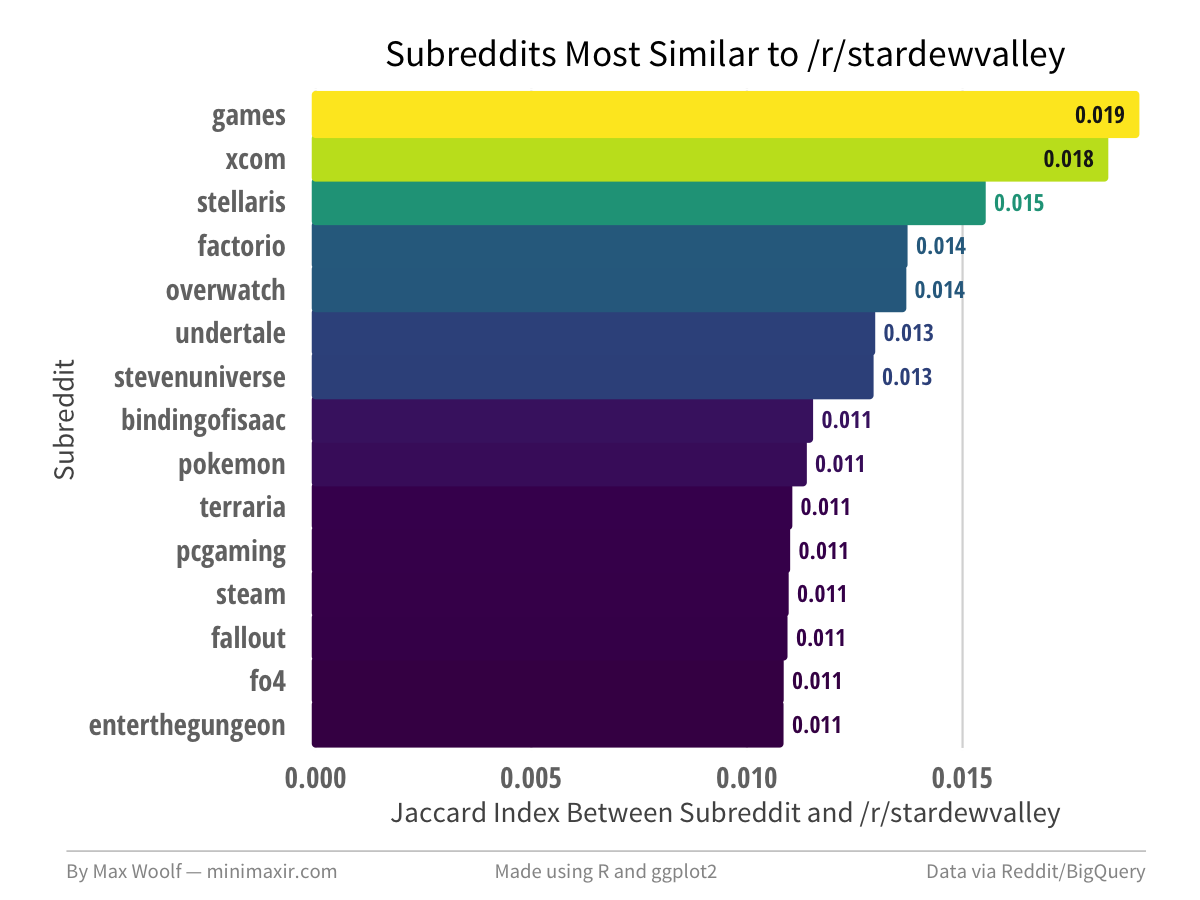 Subreddits Most Similar to /r/stardewvalley
games 0.019
xcom 0.018
stellaris 0.015
factorio 0.014
overwatch 0.014
undertale 0.013
stevenuniverse 0.013
bindingofisaac 0.011
pokemon 0.011
terraria 0.011
pcgaming 0.011
steam 0.011
fallout 0.011
fo4 0.011
enterthegungeon 0.011
Subreddit
0.000 0.005 0.010 0.015
Jaccard Index Between Subreddit and /r/stardewvalley
By Max Woolf — minimaxir.com Made using R and ggplot2 Data via Reddit/BigQuery